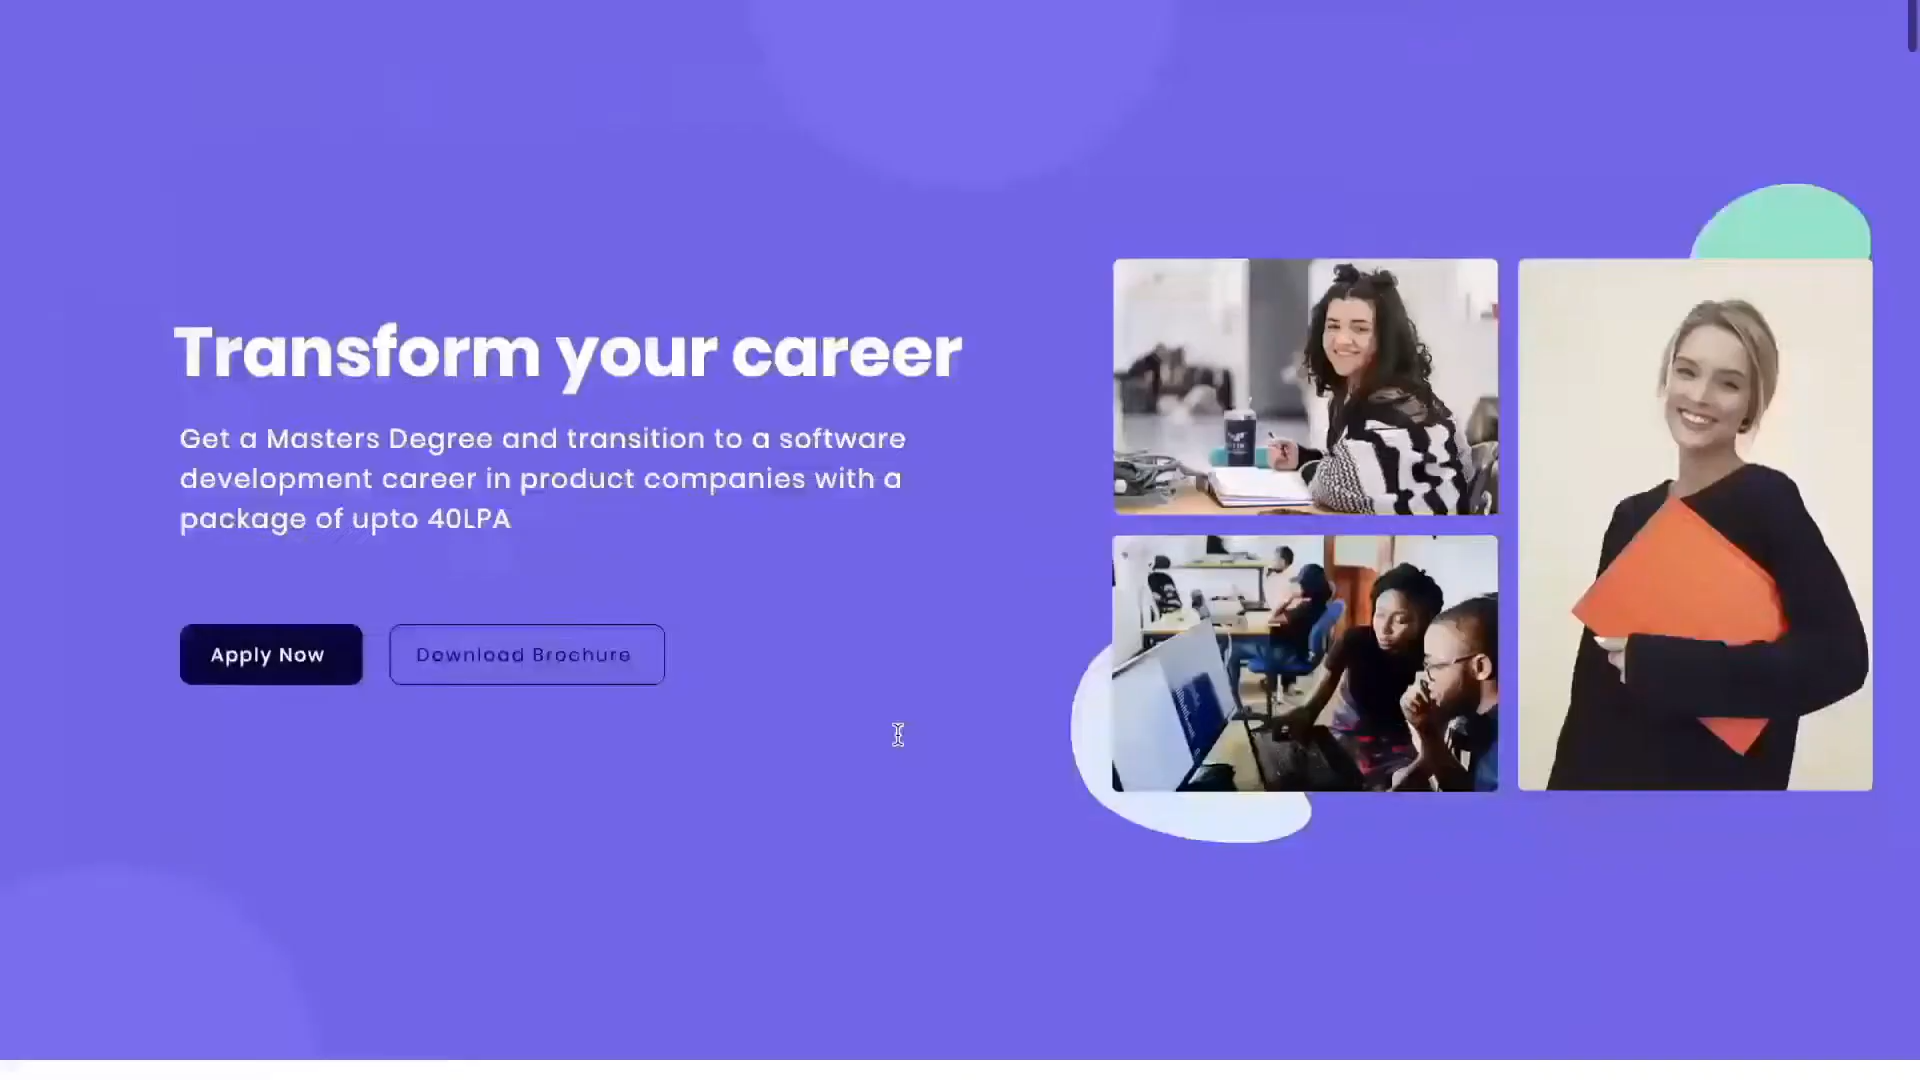 Transform your career
Get a Masters Degree and transition to a software
development career in product companies with a
package of upto 40LPA
Apply Now
Download Brochure